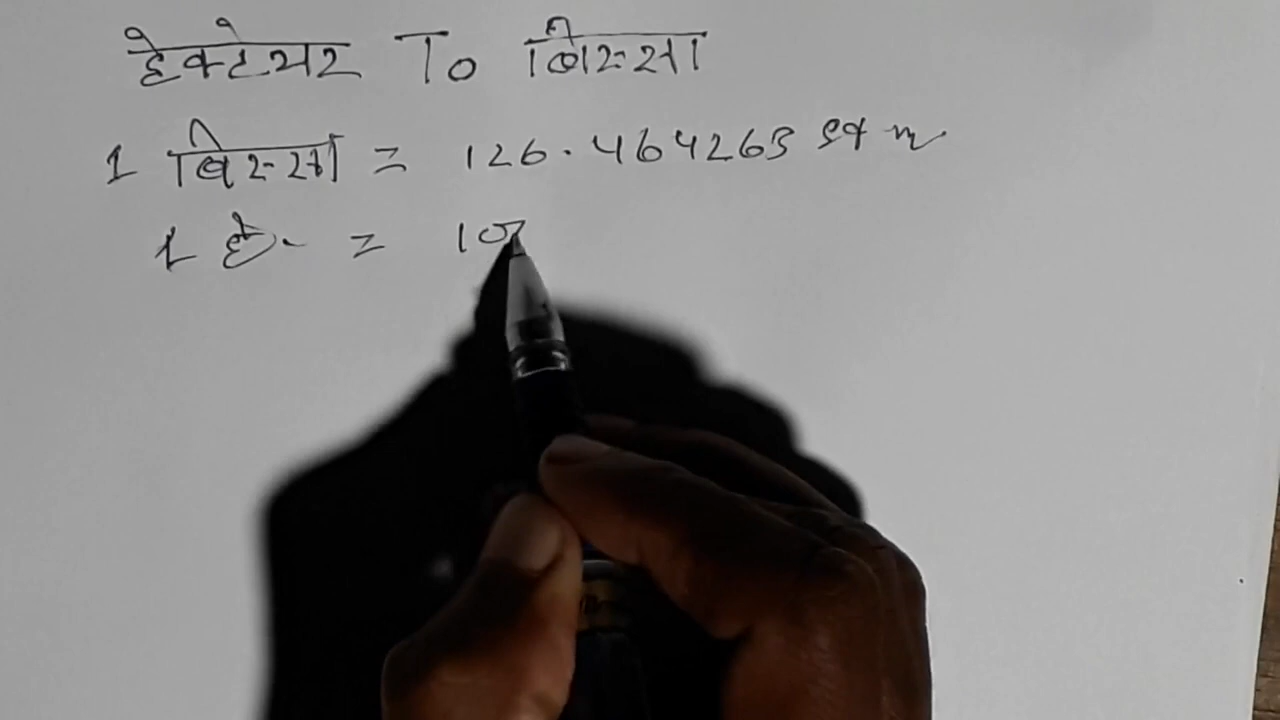 हेक्टेयर To बिस्सा
1 बिस्सा = 126.464263 sq m
1 हे. = 10